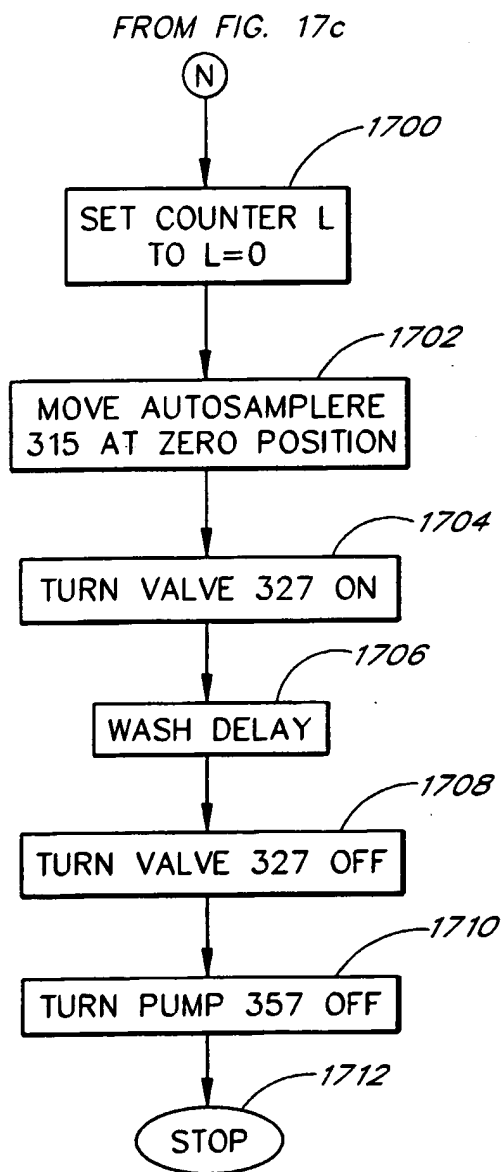 FROM FIG. 17c
N
1700
SET COUNTER L
TO L=0
1702
MOVE AUTOSAMPLERE
315 AT ZERO POSITION
1704
TURN VALVE 327 ON
1706
WASH DELAY
1708
TURN VALVE 327 OFF
1710
TURN PUMP 357 OFF
1712
STOP